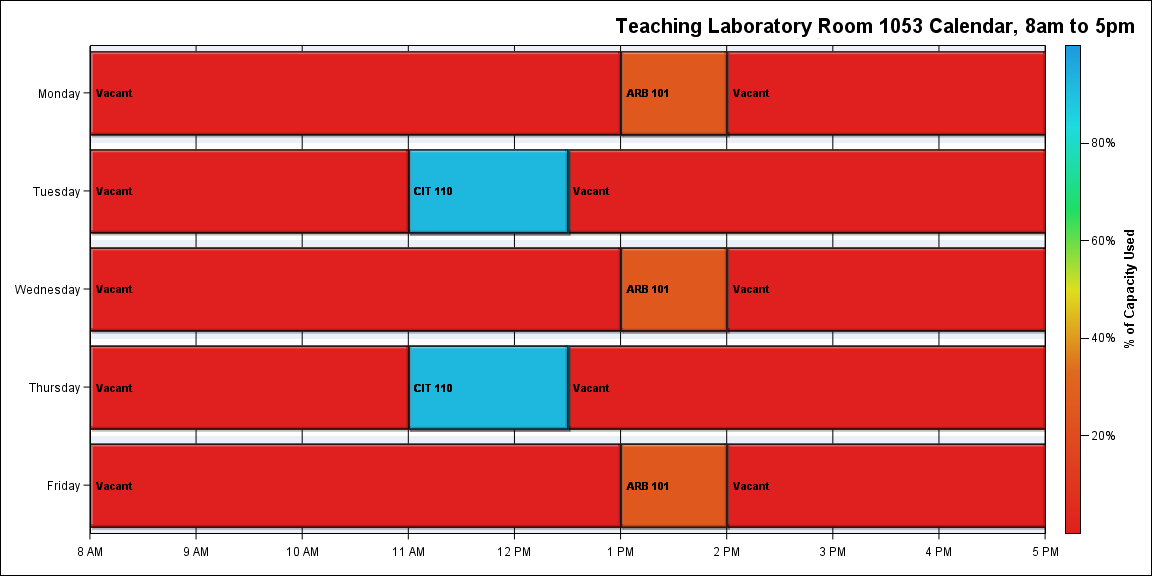 Teaching Laboratory Room 1053 Calendar, 8am to 5pm
Monday
Vacant
ARB 101
Vacant
Tuesday
Vacant
CIT 110
Vacant
Wednesday
Vacant
ARB 101
Vacant
Thursday
Vacant
CIT 110
Vacant
Friday
Vacant
ARB 101
Vacant
8 AM
9 AM
10 AM
11 AM
12 PM
1 PM
2 PM
3 PM
4 PM
5 PM
80%
60%
40%
20%
% of Capacity Used